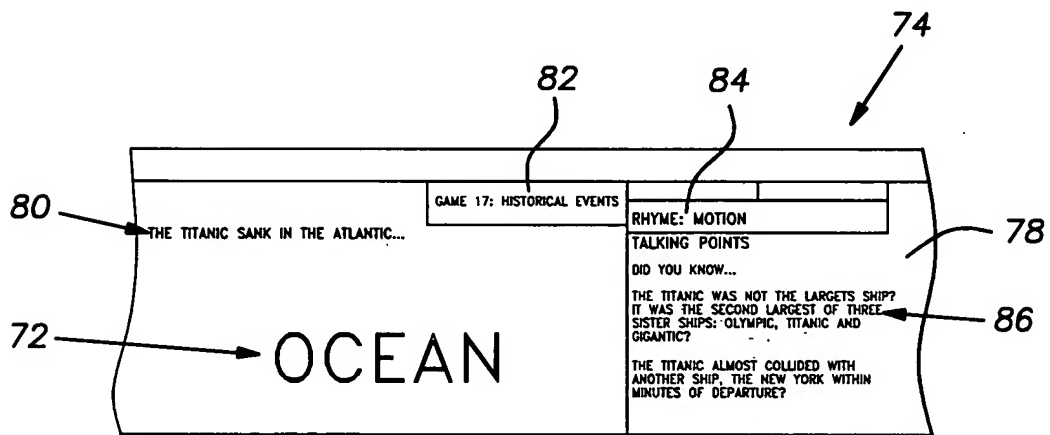 74
82
84
GAME 17: HISTORICAL EVENTS
80
THE TITANIC SANK IN THE ATLANTIC...
RHYME: MOTION
TALKING POINTS
78
DID YOU KNOW...
THE TITANIC WAS NOT THE LARGETS SHIP?
IT WAS THE SECOND LARGEST OF THREE
SISTER SHIPS: OLYMPIC, TITANIC AND
GIGANTIC?
86
72
OCEAN
THE TITANIC ALMOST COLLIDED WITH
ANOTHER SHIP, THE NEW YORK WITHIN
MINUTES OF DEPARTURE?